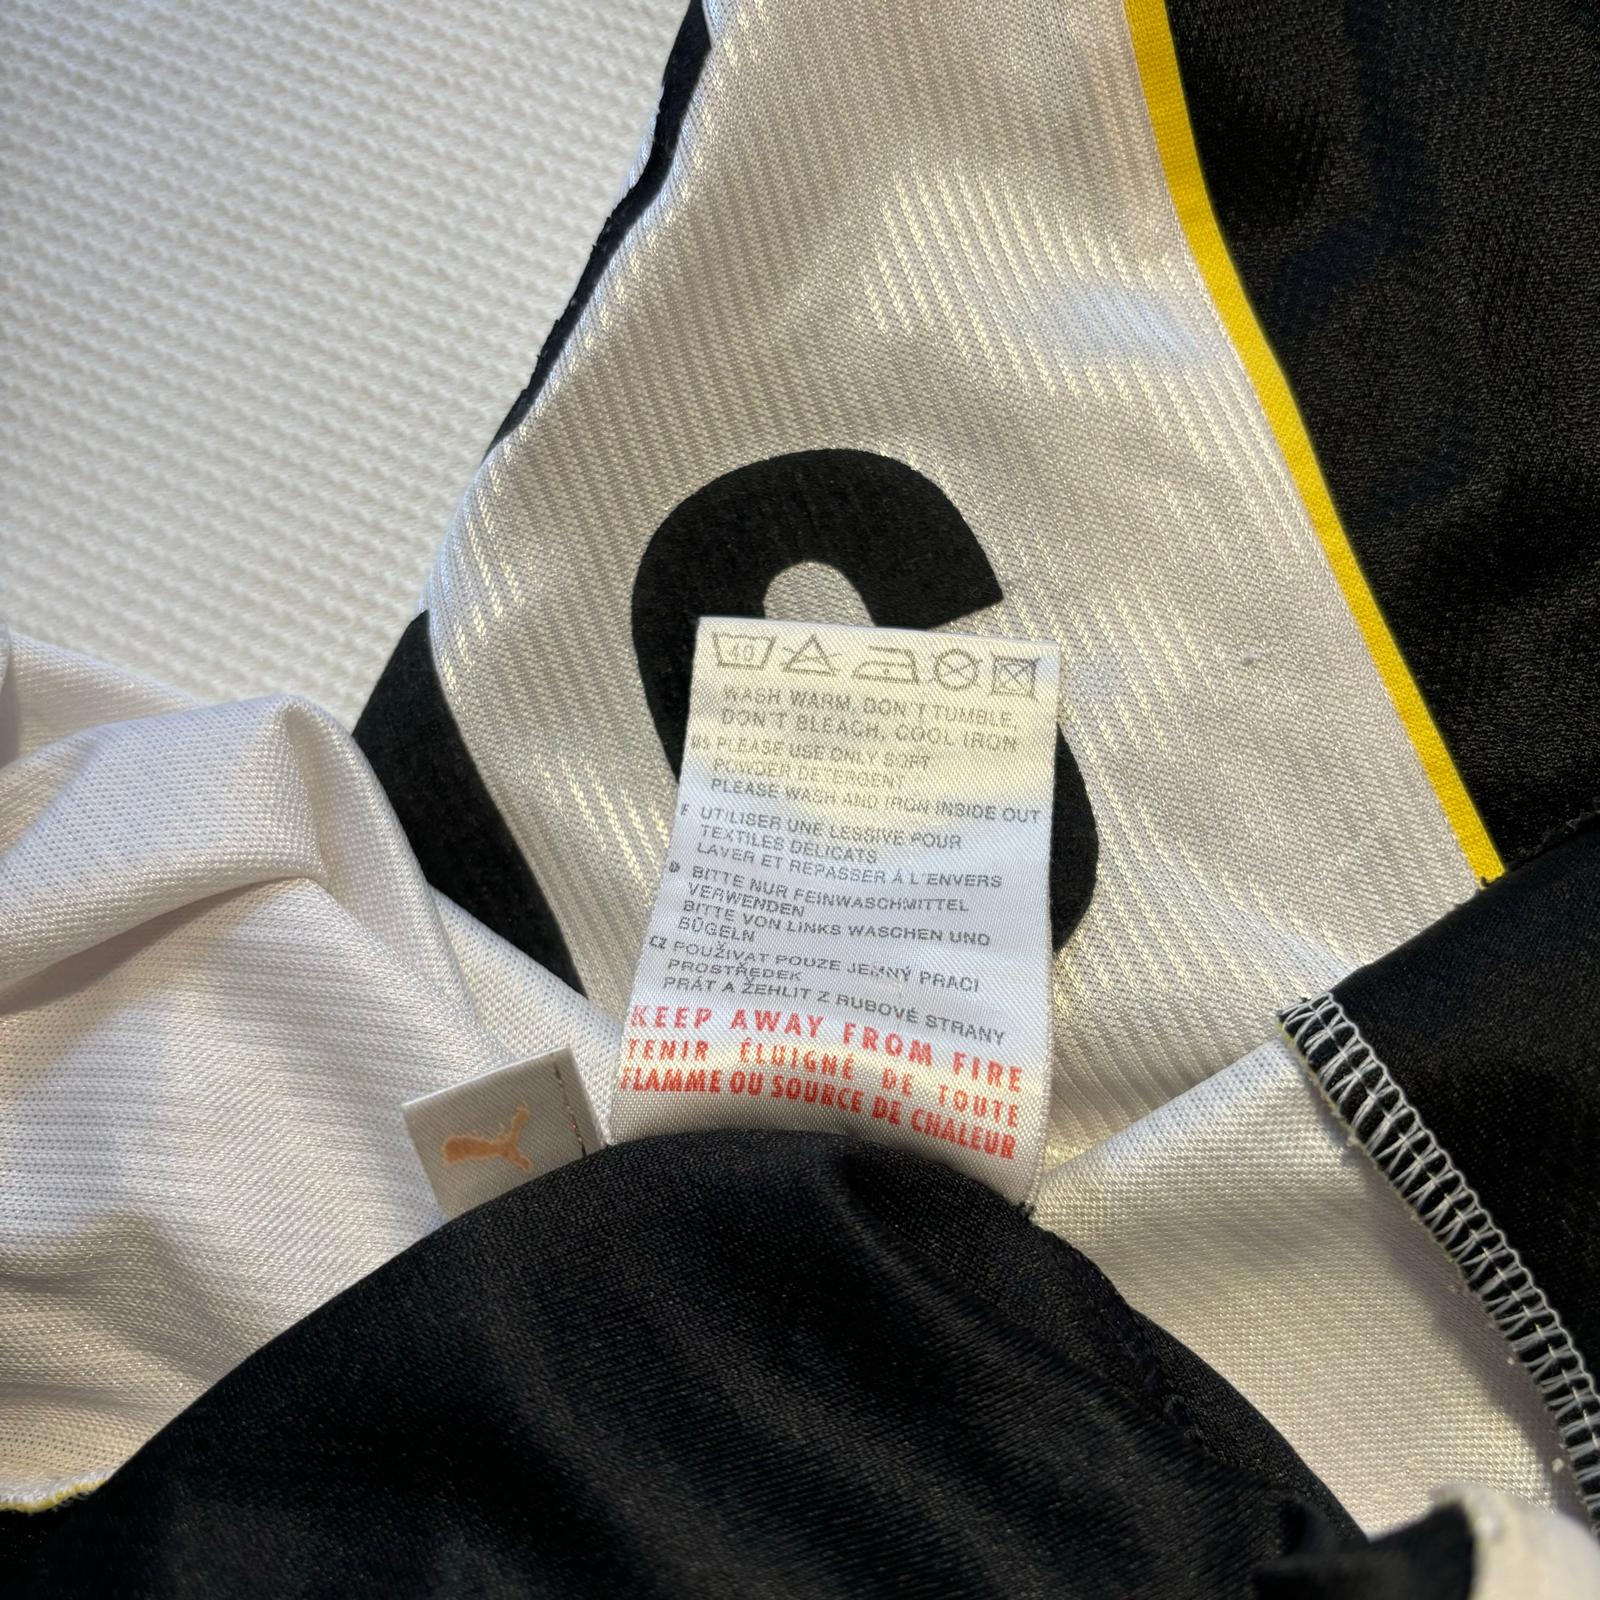 S
40
WASH WARM, DON'T TUMBLE,
DON'T BLEACH, COOL IRON
PLEASE USE ONLY SOFT
POWDER DETERGENT
PLEASE WASH AND IRON INSIDE OUT
F UTILISER UNE LESSIVE POUR
TEXTILES DÉLICATS
LAVER ET REPASSER À L'ENVERS
D BITTE NUR FEINWASCHMITTEL
VERWENDEN
BITTE VON LINKS WASCHEN UND
BÜGELN
CZ POUŽÍVAT POUZE JEMNÝ PRACÍ
PROSTŘEDEK
PRÁT A ŽEHLIT Z RUBOVÉ STRANY
KEEP AWAY FROM FIRE
TENIR ÉLUIGNÉ DE TOUTE
FLAMME OU SOURCE DE CHALEUR